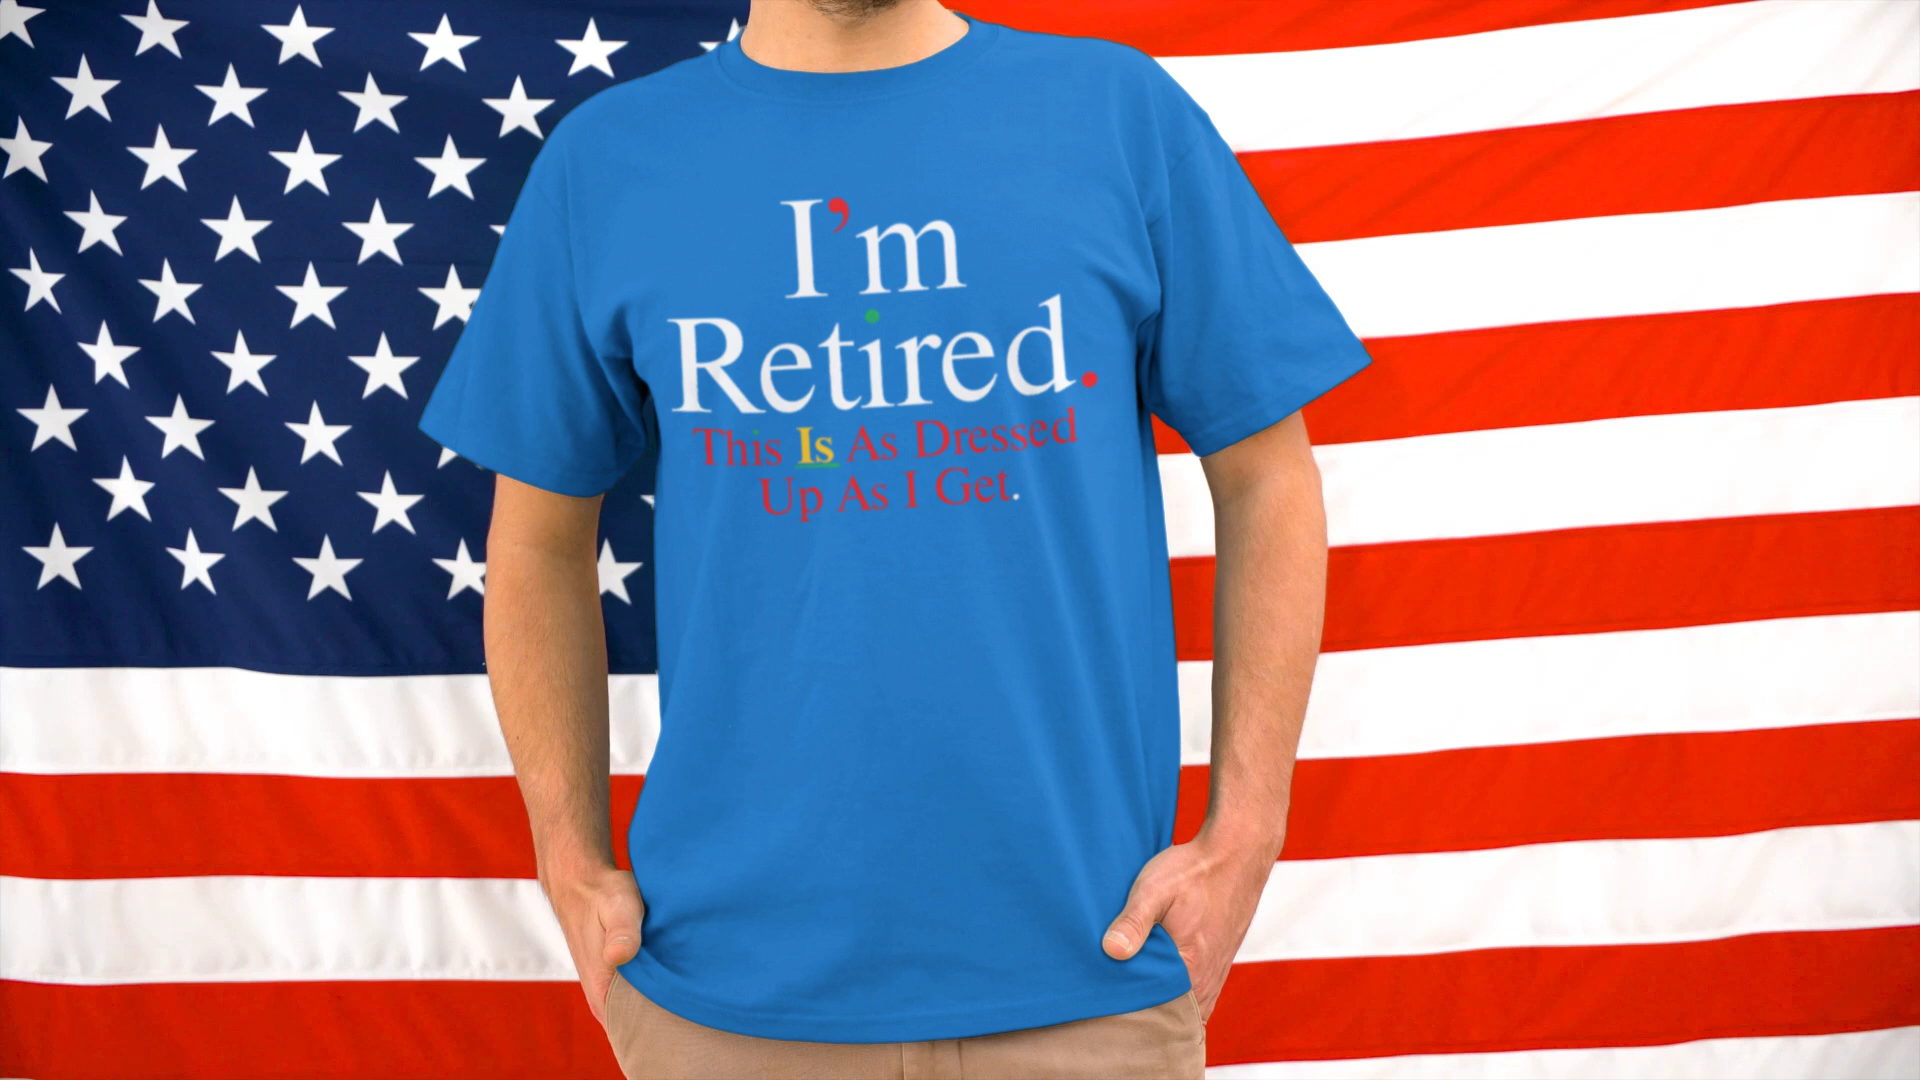 I'm
Retired.
This Is As Dressed
Up As I Get.